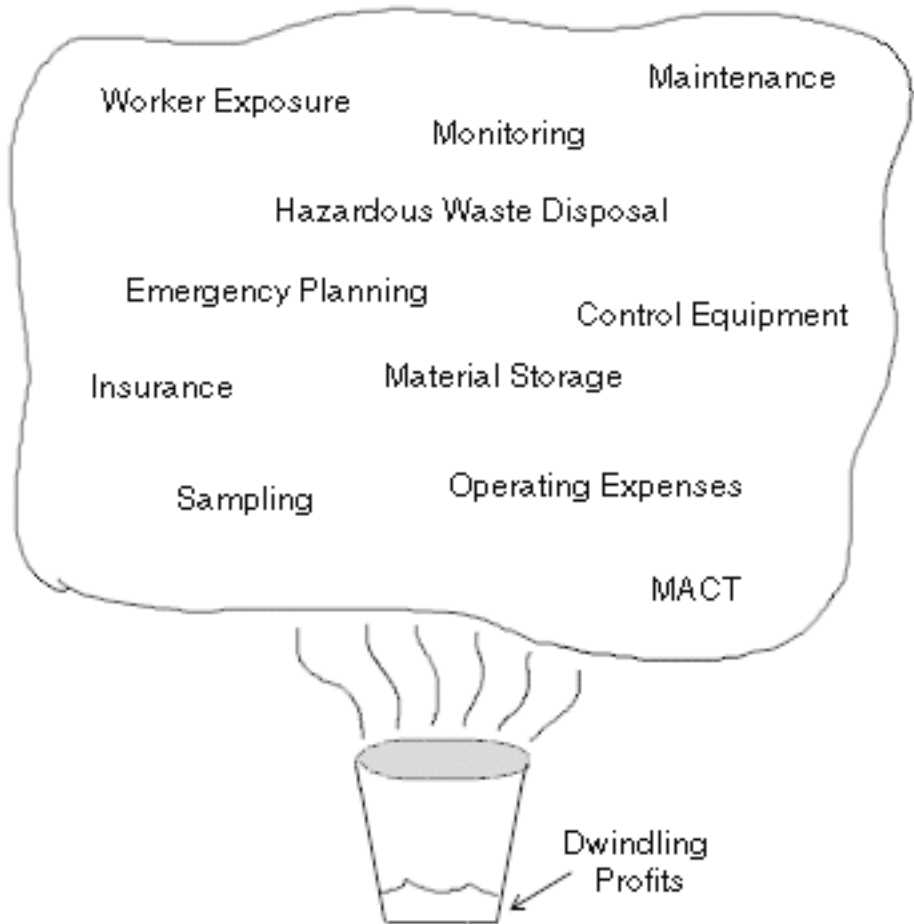 Maintenance
Worker Exposure
Monitoring
Hazardous Waste Disposal
Emergency Planning
Control Equipment
Material Storage
Insurance
Operating Expenses
Sampling
MACT
Dwindling
Profits